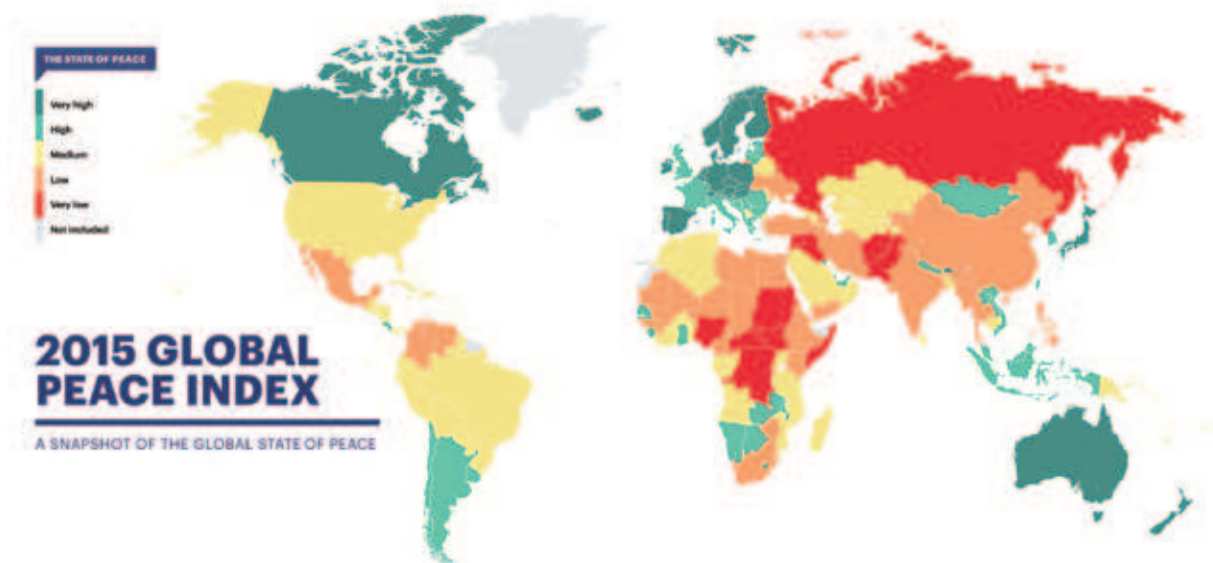 THE STATE OF PEACE
Very high
High
Medium
Low
Very low
Not included
2015 GLOBAL
PEACE INDEX
A SNAPSHOT OF THE GLOBAL STATE OF PEACE